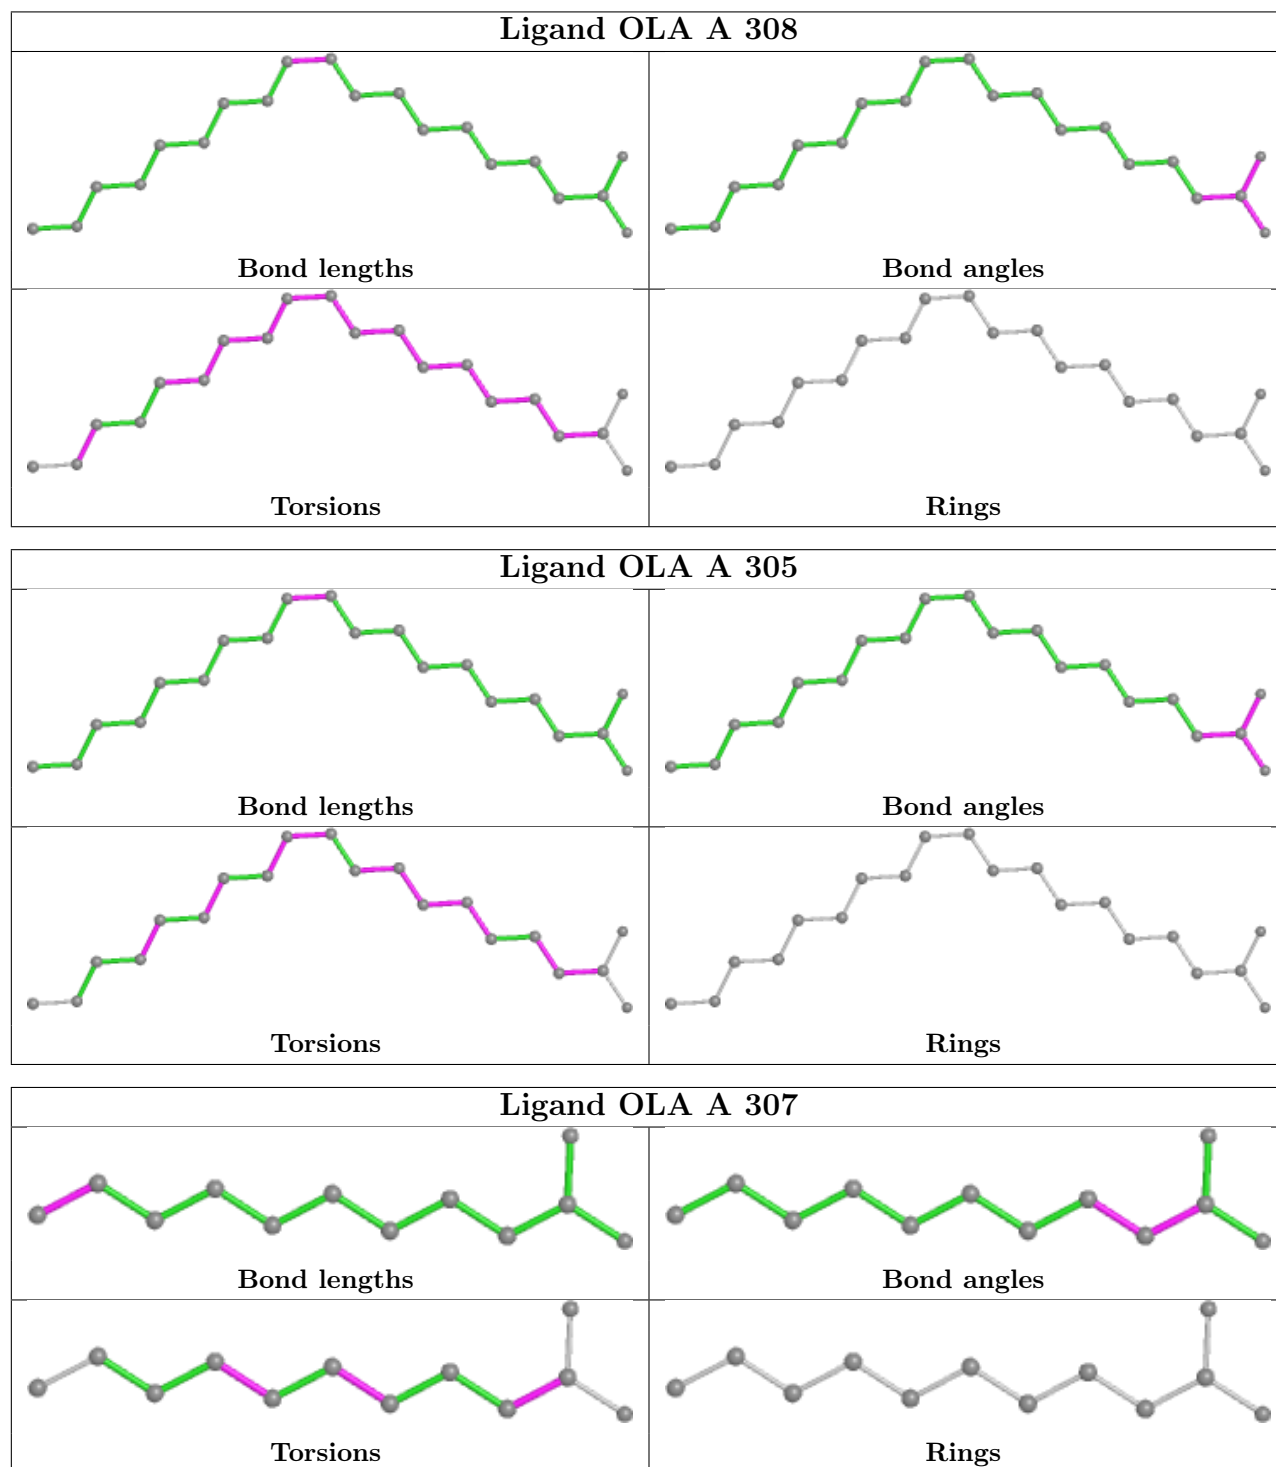 Ligand OLA A 308
Bond lengths
Bond angles
Torsions
Rings
Ligand OLA A 305
Bond lengths
Bond angles
Torsions
Rings
Ligand OLA A 307
Bond lengths
Bond angles
Torsions
Rings